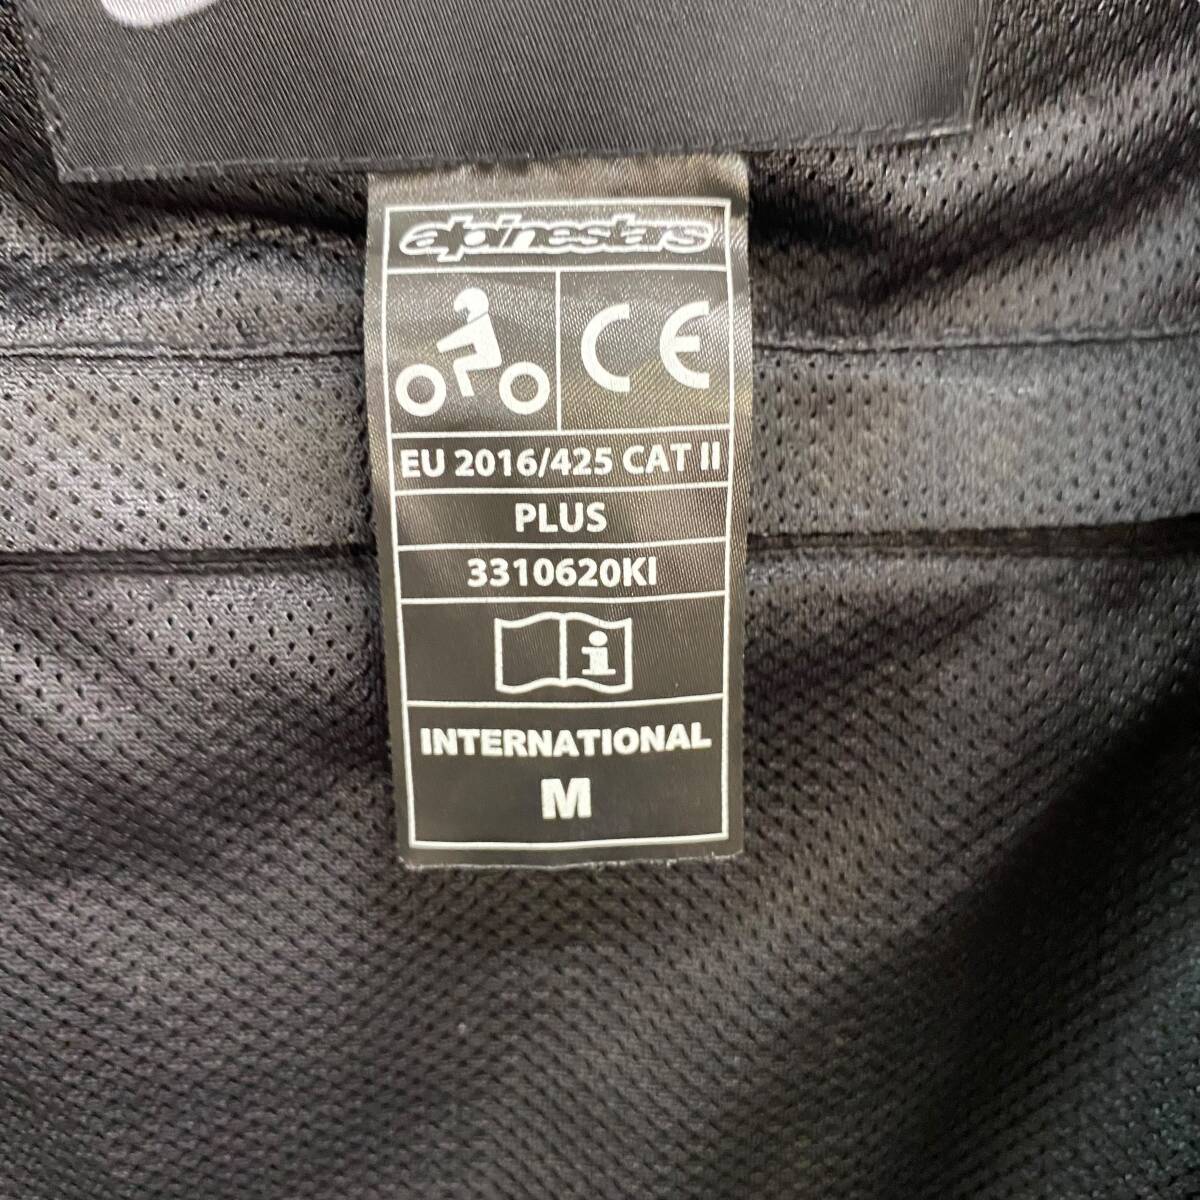 alpinestars
CE
EU 2016/425 CAT II
PLUS
3310620KI
i
INTERNATIONAL
M